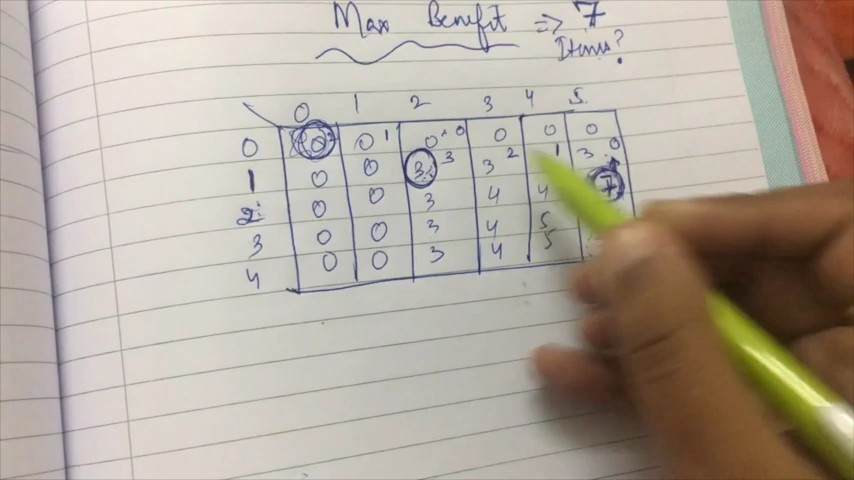 Max Benefit => 7
Items?
0 1 2 3 4 5
0 0 0 0 0 0 0
1 0 0 3 3 3
2 0 0 3 4 4 7
3 0 0 3 4 5
4 0 0 3 4 5